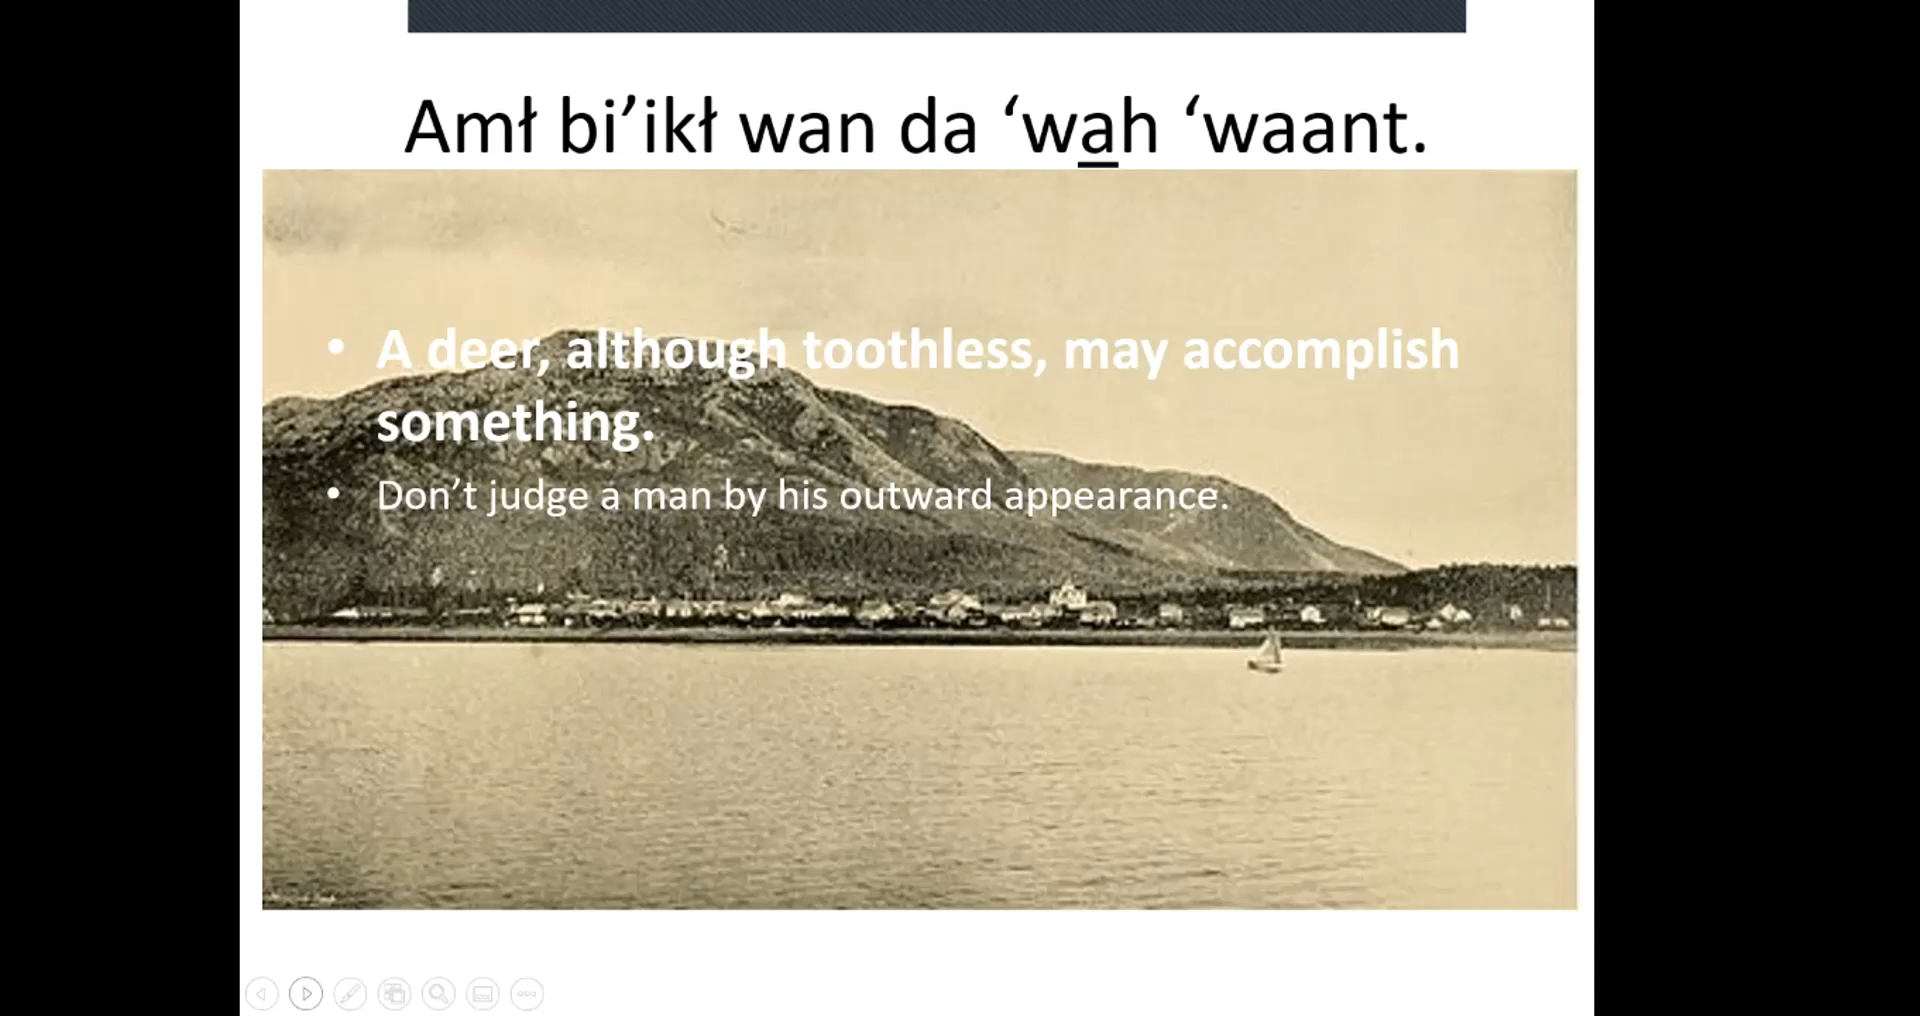 Amł bi’ikł wan da ‘wa̱h ‘waant.
• A deer, although toothless, may accomplish
something.
• Don’t judge a man by his outward appearance.